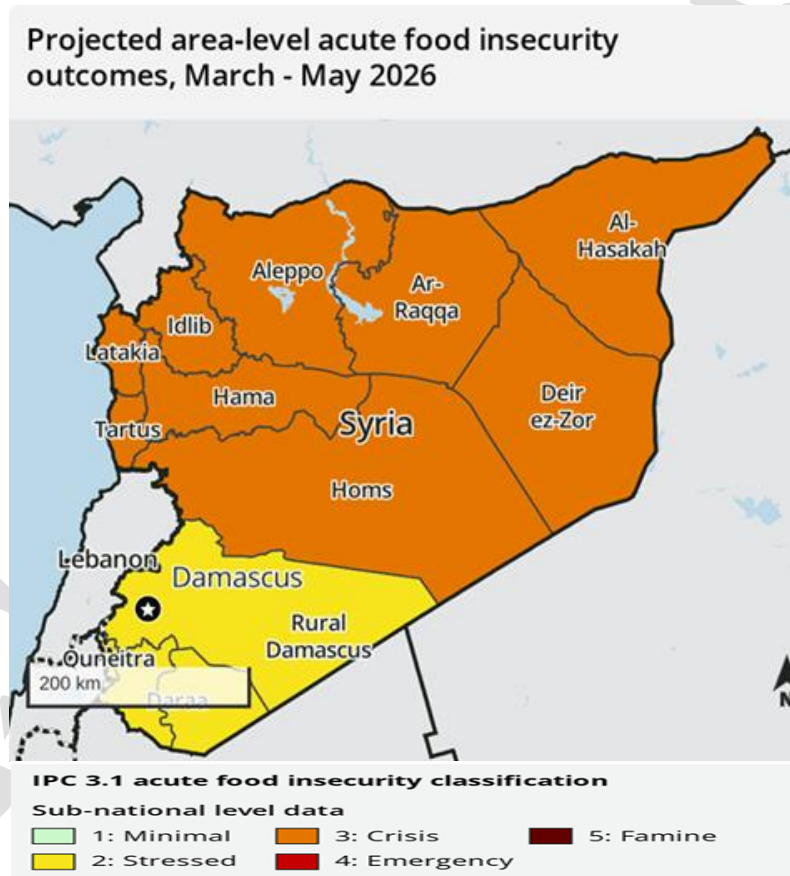 Projected area-level acute food insecurity
outcomes, March - May 2026
Al-
Hasakah
Aleppo
Ar-
Raqqa
Idlib
Latakia
Hama
Deir
ez-Zor
Syria
Tartus
Homs
Lebanon
Damascus
Rural
Damascus
Quneitra
200 km
Daraa
N
IPC 3.1 acute food insecurity classification
Sub-national level data
1: Minimal
3: Crisis
5: Famine
2: Stressed
4: Emergency